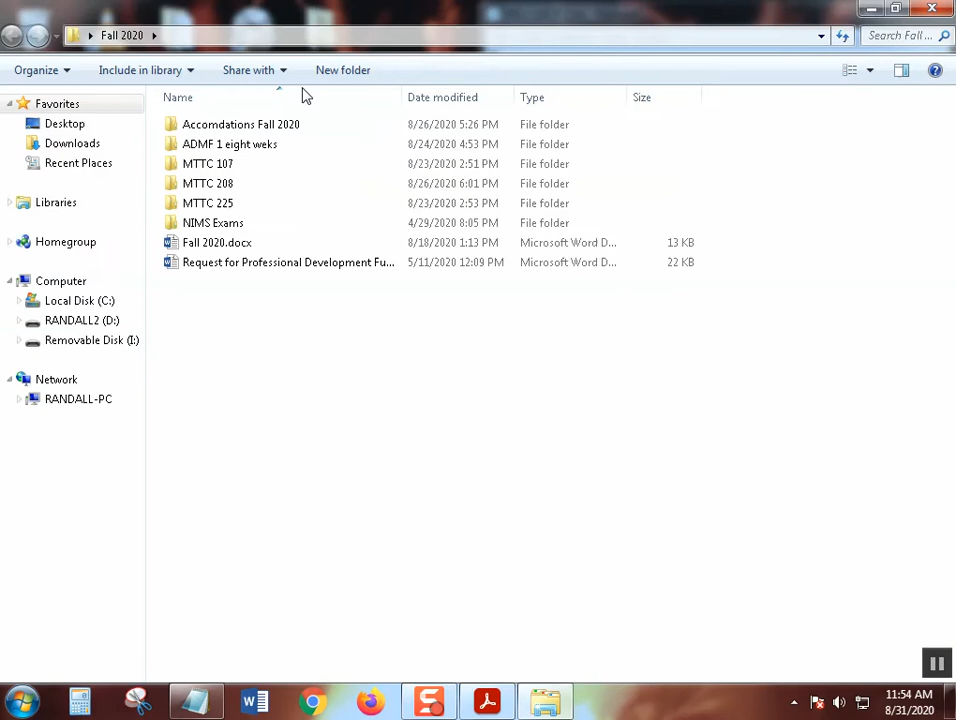 Fall 2020
Search Fall ...
Organize Include in library Share with New folder
Name Date modified Type Size
Favorites
Desktop
Downloads
Recent Places
Libraries
Homegroup
Computer
Local Disk (C:)
RANDALL2 (D:)
Removable Disk (I:)
Network
RANDALL-PC
Accomdations Fall 2020 8/26/2020 5:26 PM File folder
ADMF 1 eight weks 8/24/2020 4:53 PM File folder
MTTC 107 8/23/2020 2:51 PM File folder
MTTC 208 8/26/2020 6:01 PM File folder
MTTC 225 8/23/2020 2:53 PM File folder
NIMS Exams 4/29/2020 8:05 PM File folder
Fall 2020.docx 8/18/2020 1:13 PM Microsoft Word D... 13 KB
Request for Professional Development Fu... 5/11/2020 12:09 PM Microsoft Word D... 22 KB
11:54 AM
8/31/2020